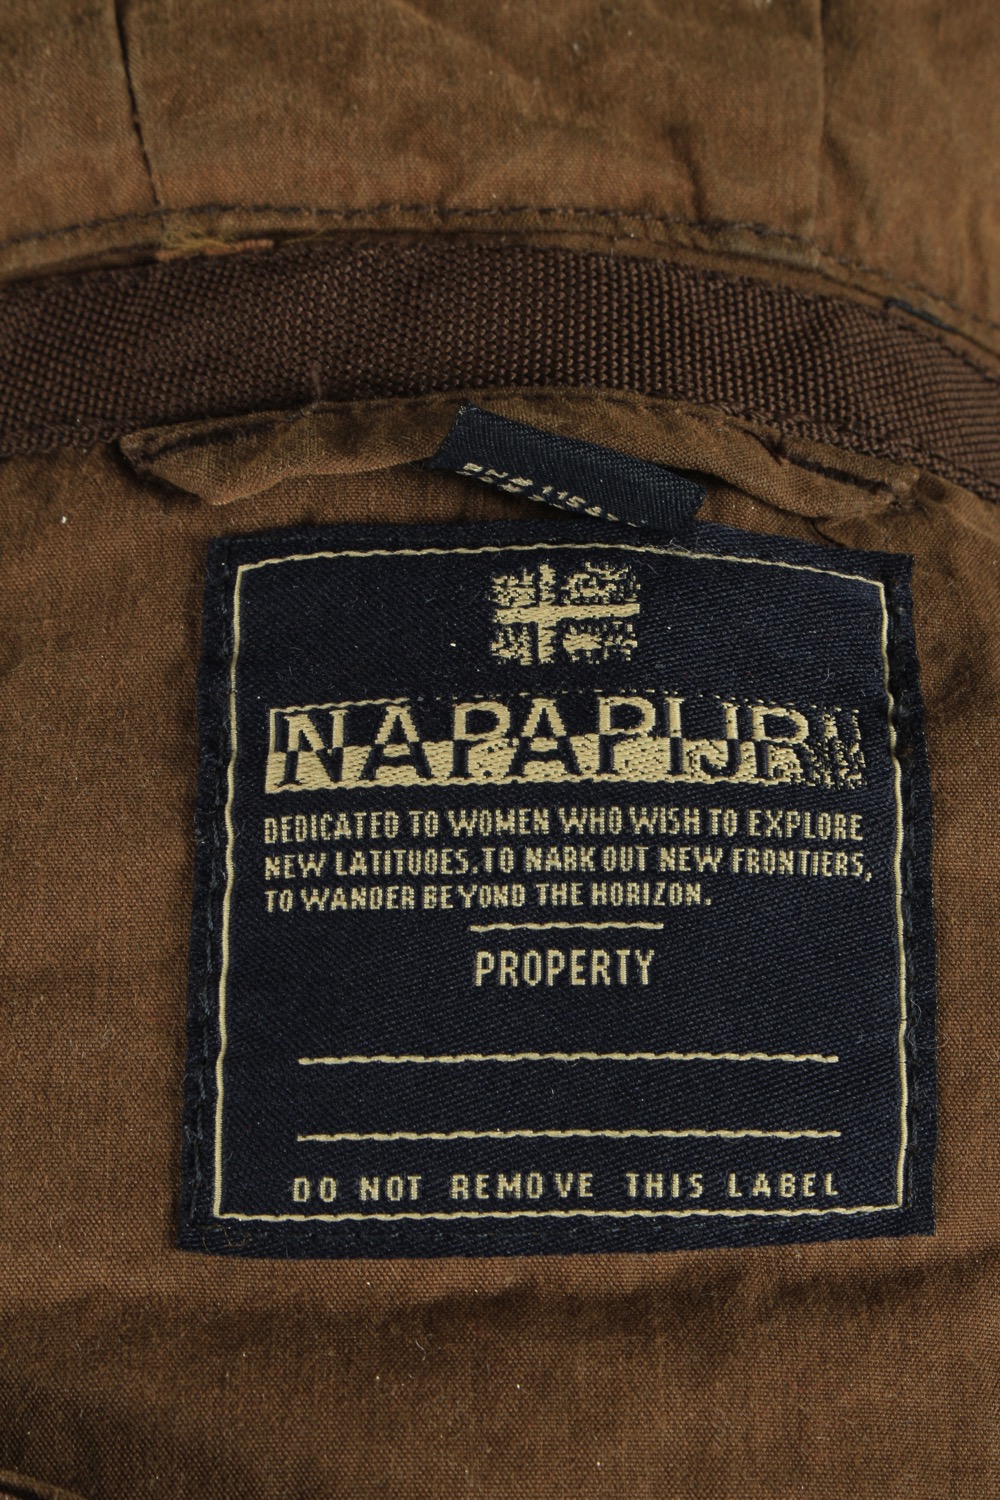 NAPAPIJRI
DEDICATED TO WOMEN WHO WISH TO EXPLORE
NEW LATITUDES, TO NARK OUT NEW FRONTIERS,
TO WANDER BEYOND THE HORIZON.
PROPERTY
DO NOT REMOVE THIS LABEL